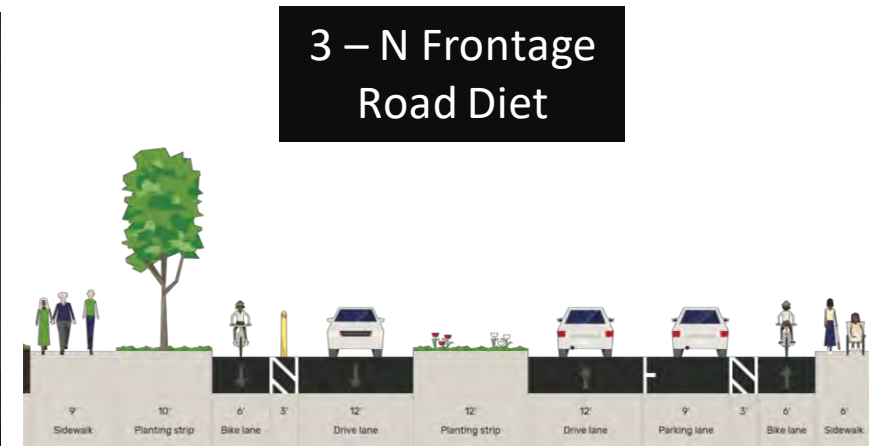 3 – N Frontage
Road Diet
9' 10' 6' 3' 12' 12' 12' 9' 3' 6' 6'
Sidewalk Planting strip Bike lane Drive lane Planting strip Drive lane Parking lane Bike lane Sidewalk